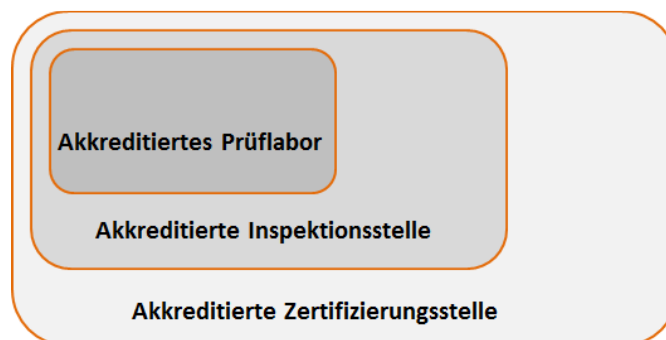 Akkreditiertes Prüflabor
Akkreditierte Inspektionsstelle
Akkreditierte Zertifizierungsstelle